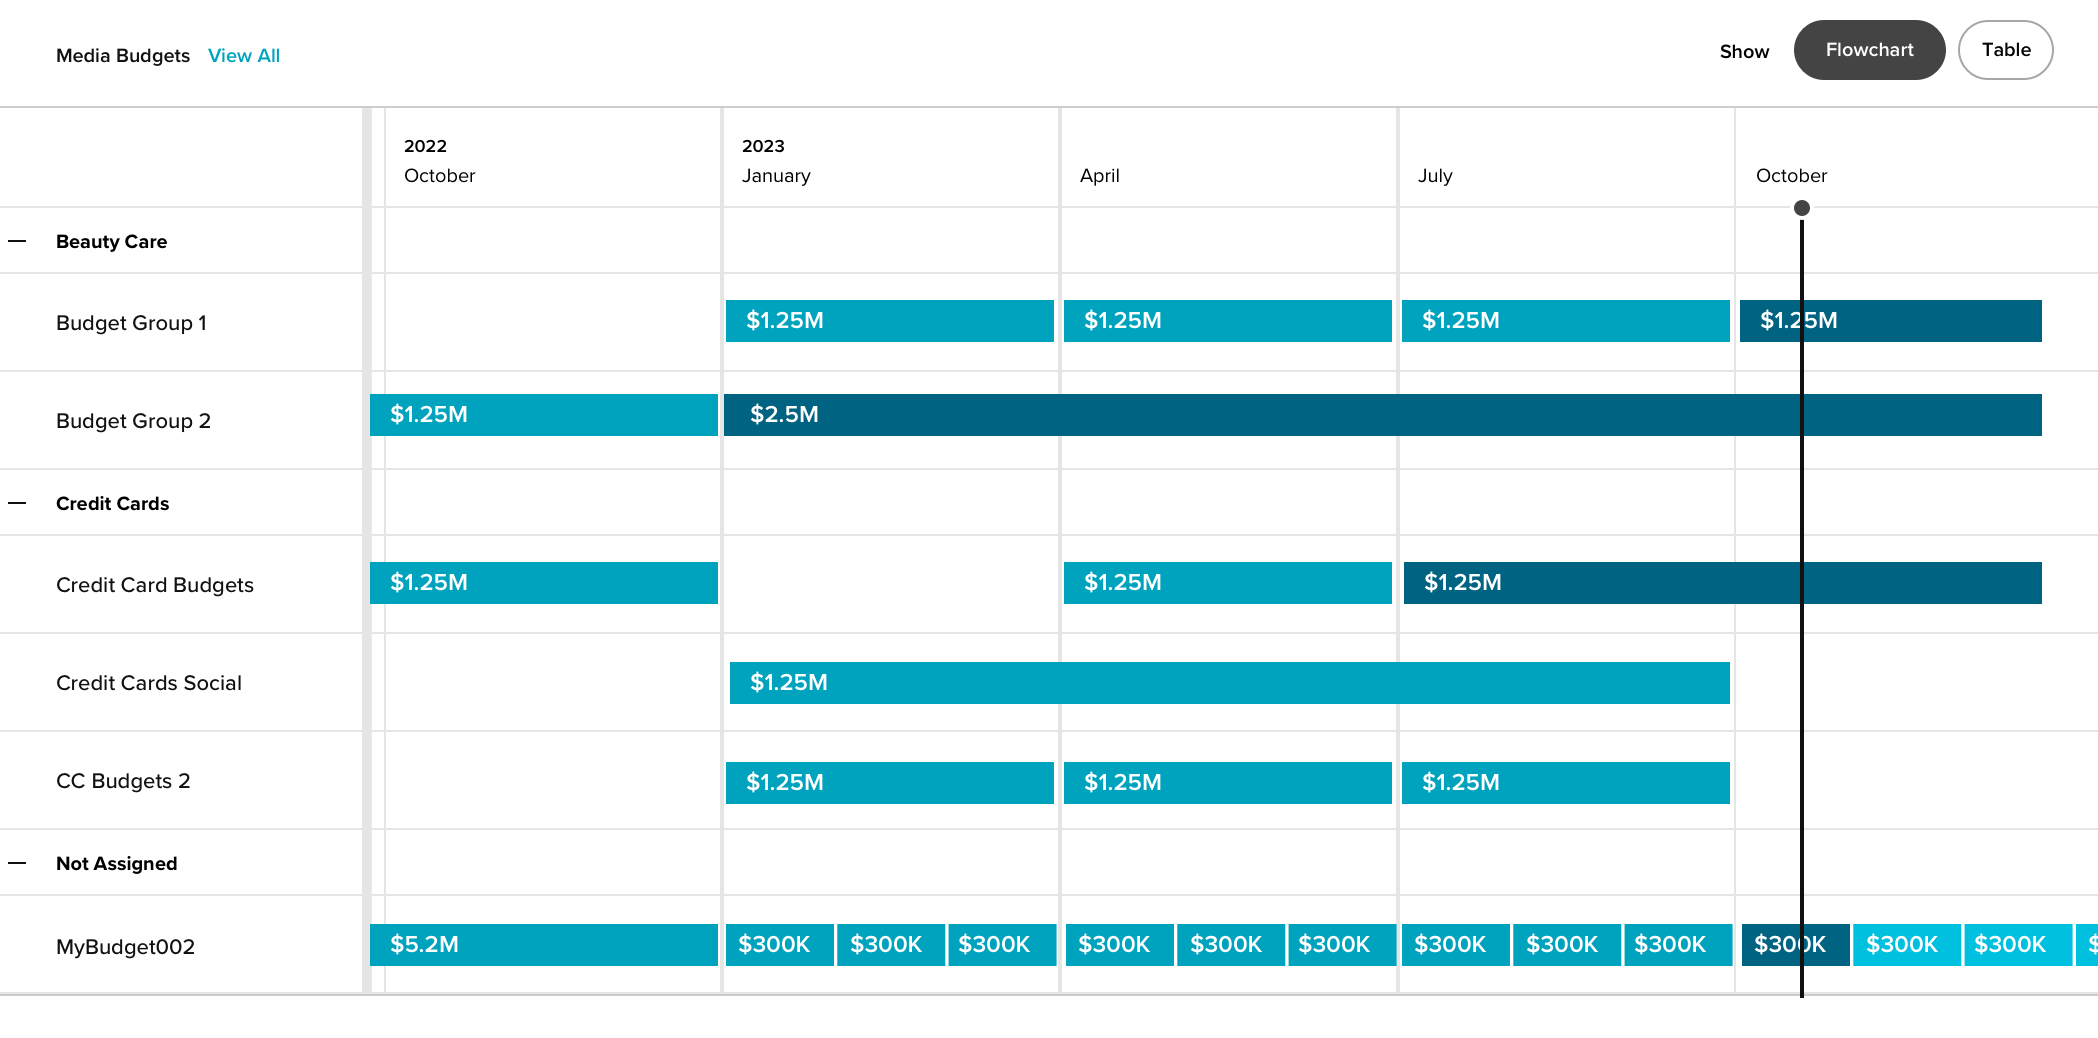 Media Budgets View All
Show Flowchart Table
2022 2023
October January April July October
Beauty Care
Budget Group 1 $1.25M $1.25M $1.25M $1.25M
Budget Group 2 $1.25M $2.5M
Credit Cards
Credit Card Budgets $1.25M $1.25M $1.25M
Credit Cards Social $1.25M
CC Budgets 2 $1.25M $1.25M $1.25M
Not Assigned
MyBudget002 $5.2M $300K $300K $300K $300K $300K $300K $300K $300K $300K $300K $300K $300K $